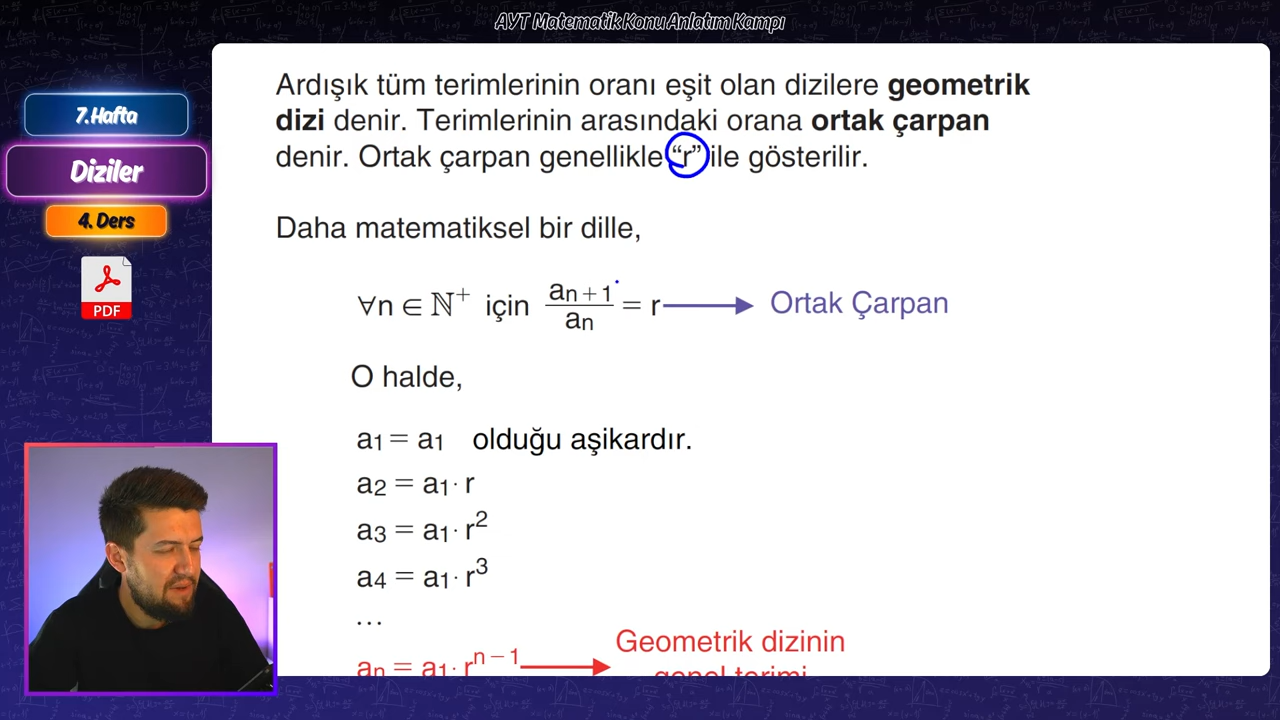 AYT Matematik Konu Anlatım Kampı
7.Hafta
Diziler
4. Ders
PDF
Ardışık tüm terimlerinin oranı eşit olan dizilere geometrik
dizi denir. Terimlerinin arasındaki orana ortak çarpan
denir. Ortak çarpan genellikle “r” ile gösterilir.
Daha matematiksel bir dille,
∀n ∈ ℕ⁺ için aₙ₊₁/aₙ = r → Ortak Çarpan
O halde,
a₁ = a₁ olduğu aşikardır.
a₂ = a₁· r
a₃ = a₁· r²
a₄ = a₁· r³
...
aₙ = a₁· rⁿ⁻¹ → Geometrik dizinin
genel terimi